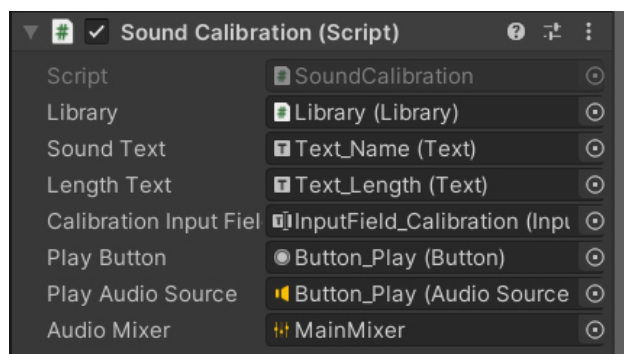 Sound Calibration (Script)
Script SoundCalibration
Library Library (Library)
Sound Text Text_Name (Text)
Length Text Text_Length (Text)
Calibration Input Fiel InputField_Calibration (Inpu
Play Button Button_Play (Button)
Play Audio Source Button_Play (Audio Source
Audio Mixer MainMixer